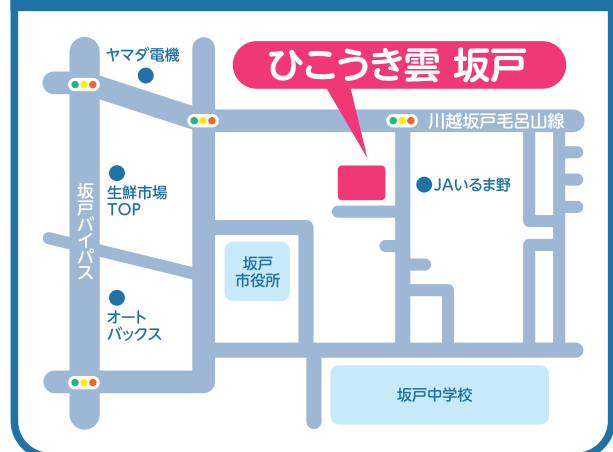 ヤマダ電機
ひこうき雲 坂戸
川越坂戸毛呂山線
生鮮市場
TOP
JAいるま野
坂戸バイパス
坂戸
市役所
オート
バックス
坂戸中学校